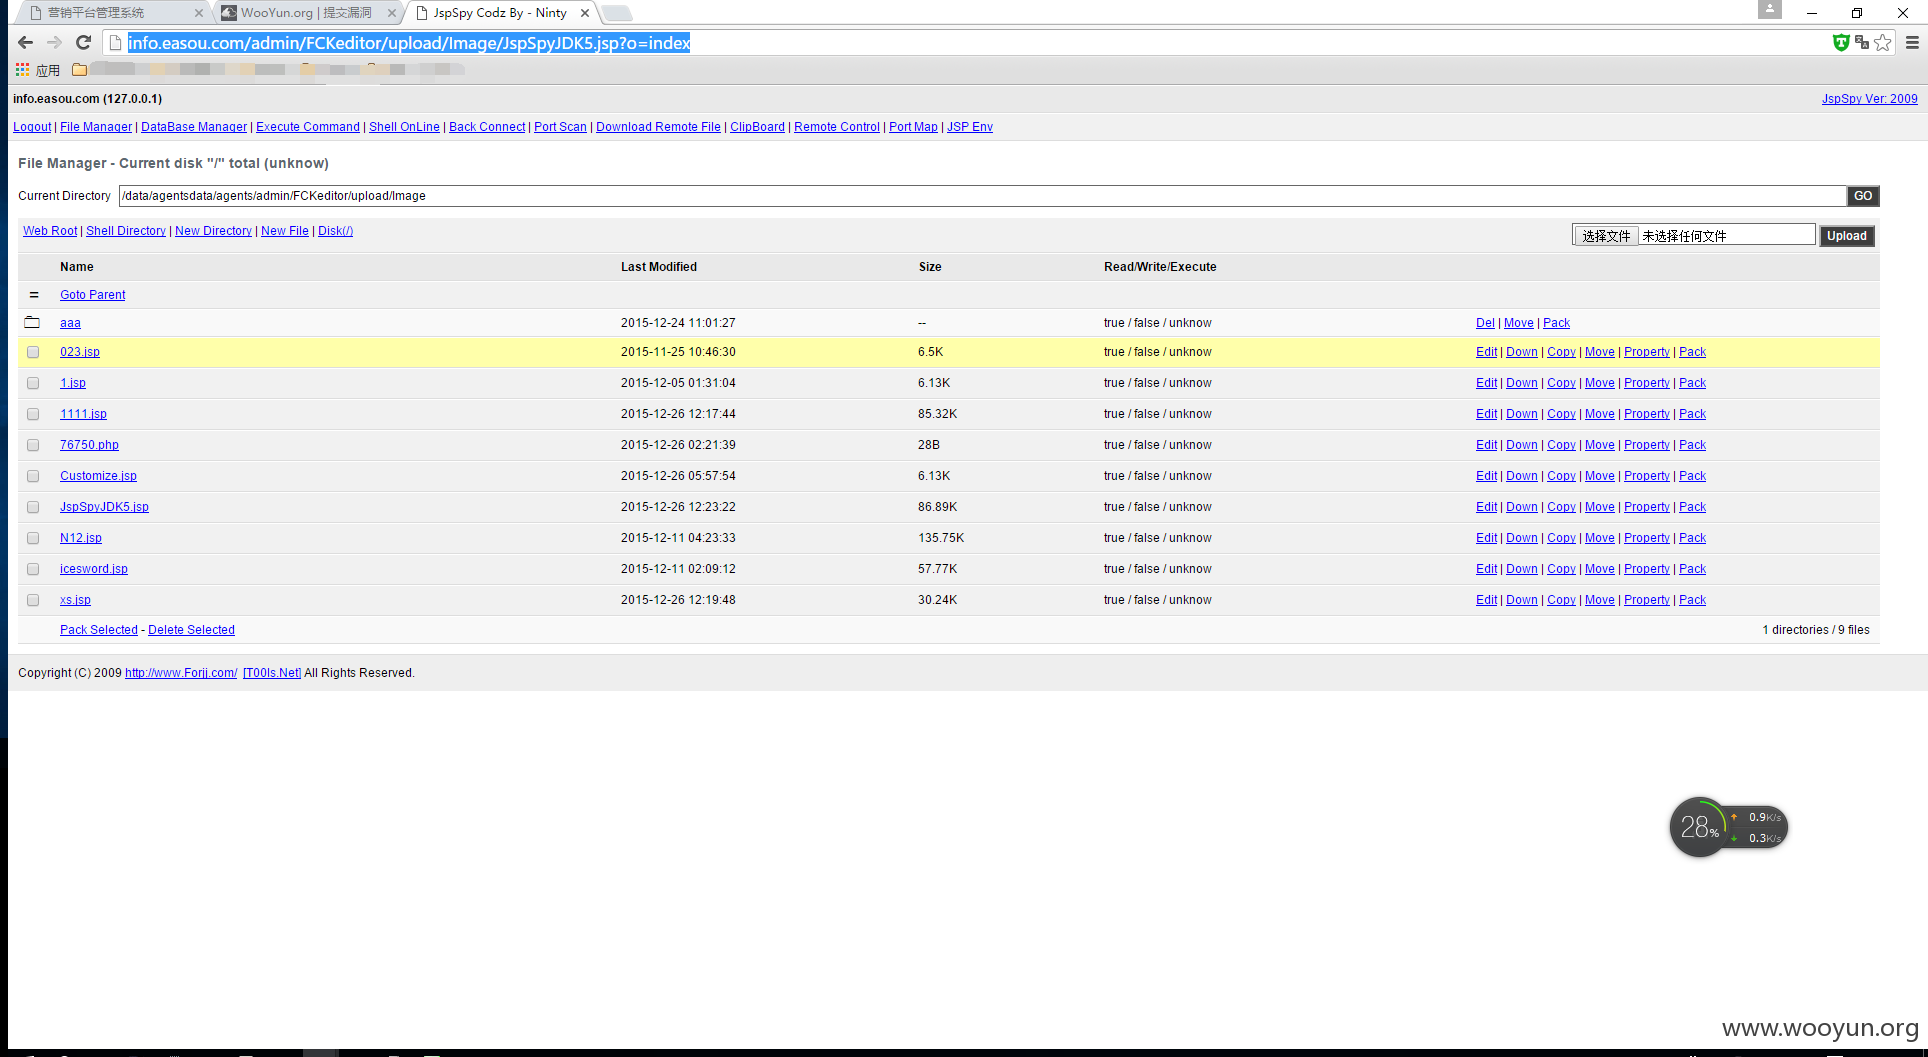 营销平台管理系统 WooYun.org | 提交漏洞 JspSpy Codz By - Ninty
info.easou.com/admin/FCKeditor/upload/Image/JspSpyJDK5.jsp?o=index
应用
info.easou.com (127.0.0.1) JspSpy Ver: 2009
Logout | File Manager | DataBase Manager | Execute Command | Shell OnLine | Back Connect | Port Scan | Download Remote File | ClipBoard | Remote Control | Port Map | JSP Env
File Manager - Current disk "/" total (unknow)
Current Directory /data/agentsdata/agents/admin/FCKeditor/upload/Image GO
Web Root | Shell Directory | New Directory | New File | Disk(/) 选择文件 未选择任何文件 Upload
Name Last Modified Size Read/Write/Execute
= Goto Parent
aaa 2015-12-24 11:01:27 -- true / false / unknow Del | Move | Pack
023.jsp 2015-11-25 10:46:30 6.5K true / false / unknow Edit | Down | Copy | Move | Property | Pack
1.jsp 2015-12-05 01:31:04 6.13K true / false / unknow Edit | Down | Copy | Move | Property | Pack
1111.jsp 2015-12-26 12:17:44 85.32K true / false / unknow Edit | Down | Copy | Move | Property | Pack
76750.php 2015-12-26 02:21:39 28B true / false / unknow Edit | Down | Copy | Move | Property | Pack
Customize.jsp 2015-12-26 05:57:54 6.13K true / false / unknow Edit | Down | Copy | Move | Property | Pack
JspSpyJDK5.jsp 2015-12-26 12:23:22 86.89K true / false / unknow Edit | Down | Copy | Move | Property | Pack
N12.jsp 2015-12-11 04:23:33 135.75K true / false / unknow Edit | Down | Copy | Move | Property | Pack
icesword.jsp 2015-12-11 02:09:12 57.77K true / false / unknow Edit | Down | Copy | Move | Property | Pack
xs.jsp 2015-12-26 12:19:48 30.24K true / false / unknow Edit | Down | Copy | Move | Property | Pack
Pack Selected - Delete Selected 1 directories / 9 files
Copyright (C) 2009 http://www.Forjj.com/ [T00ls.Net] All Rights Reserved.
28% 0.9K/s
0.3K/s
www.wooyun.org